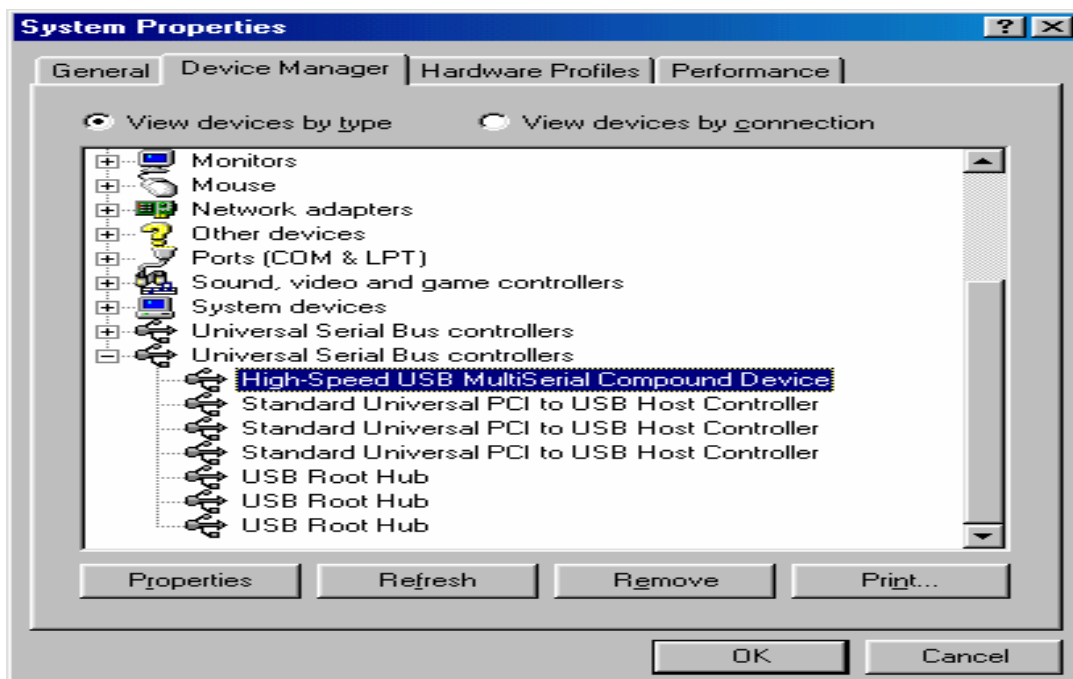 System Properties
General Device Manager Hardware Profiles Performance
View devices by type View devices by connection
Monitors
Mouse
Network adapters
Other devices
Ports (COM & LPT)
Sound, video and game controllers
System devices
Universal Serial Bus controllers
Universal Serial Bus controllers
High-Speed USB MultiSerial Compound Device
Standard Universal PCI to USB Host Controller
Standard Universal PCI to USB Host Controller
Standard Universal PCI to USB Host Controller
USB Root Hub
USB Root Hub
USB Root Hub
Properties Refresh Remove Print...
OK Cancel